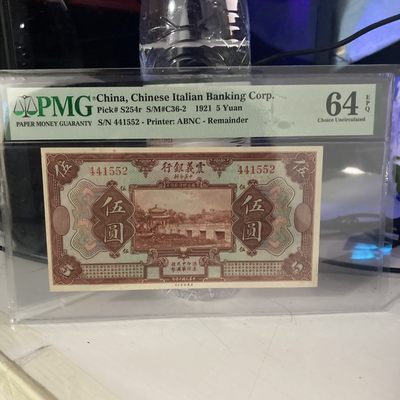 PMG
PAPER MONEY GUARANTY
China, Chinese Italian Banking Corp.
Pick# S254r S/M#C36-2 1921 5 Yuan
S/N 441552 - Printer: ABNC - Remainder
64 EPQ
Choice Uncirculated
伍 行銀義震 伍
441552 441552
伍圓 伍圓